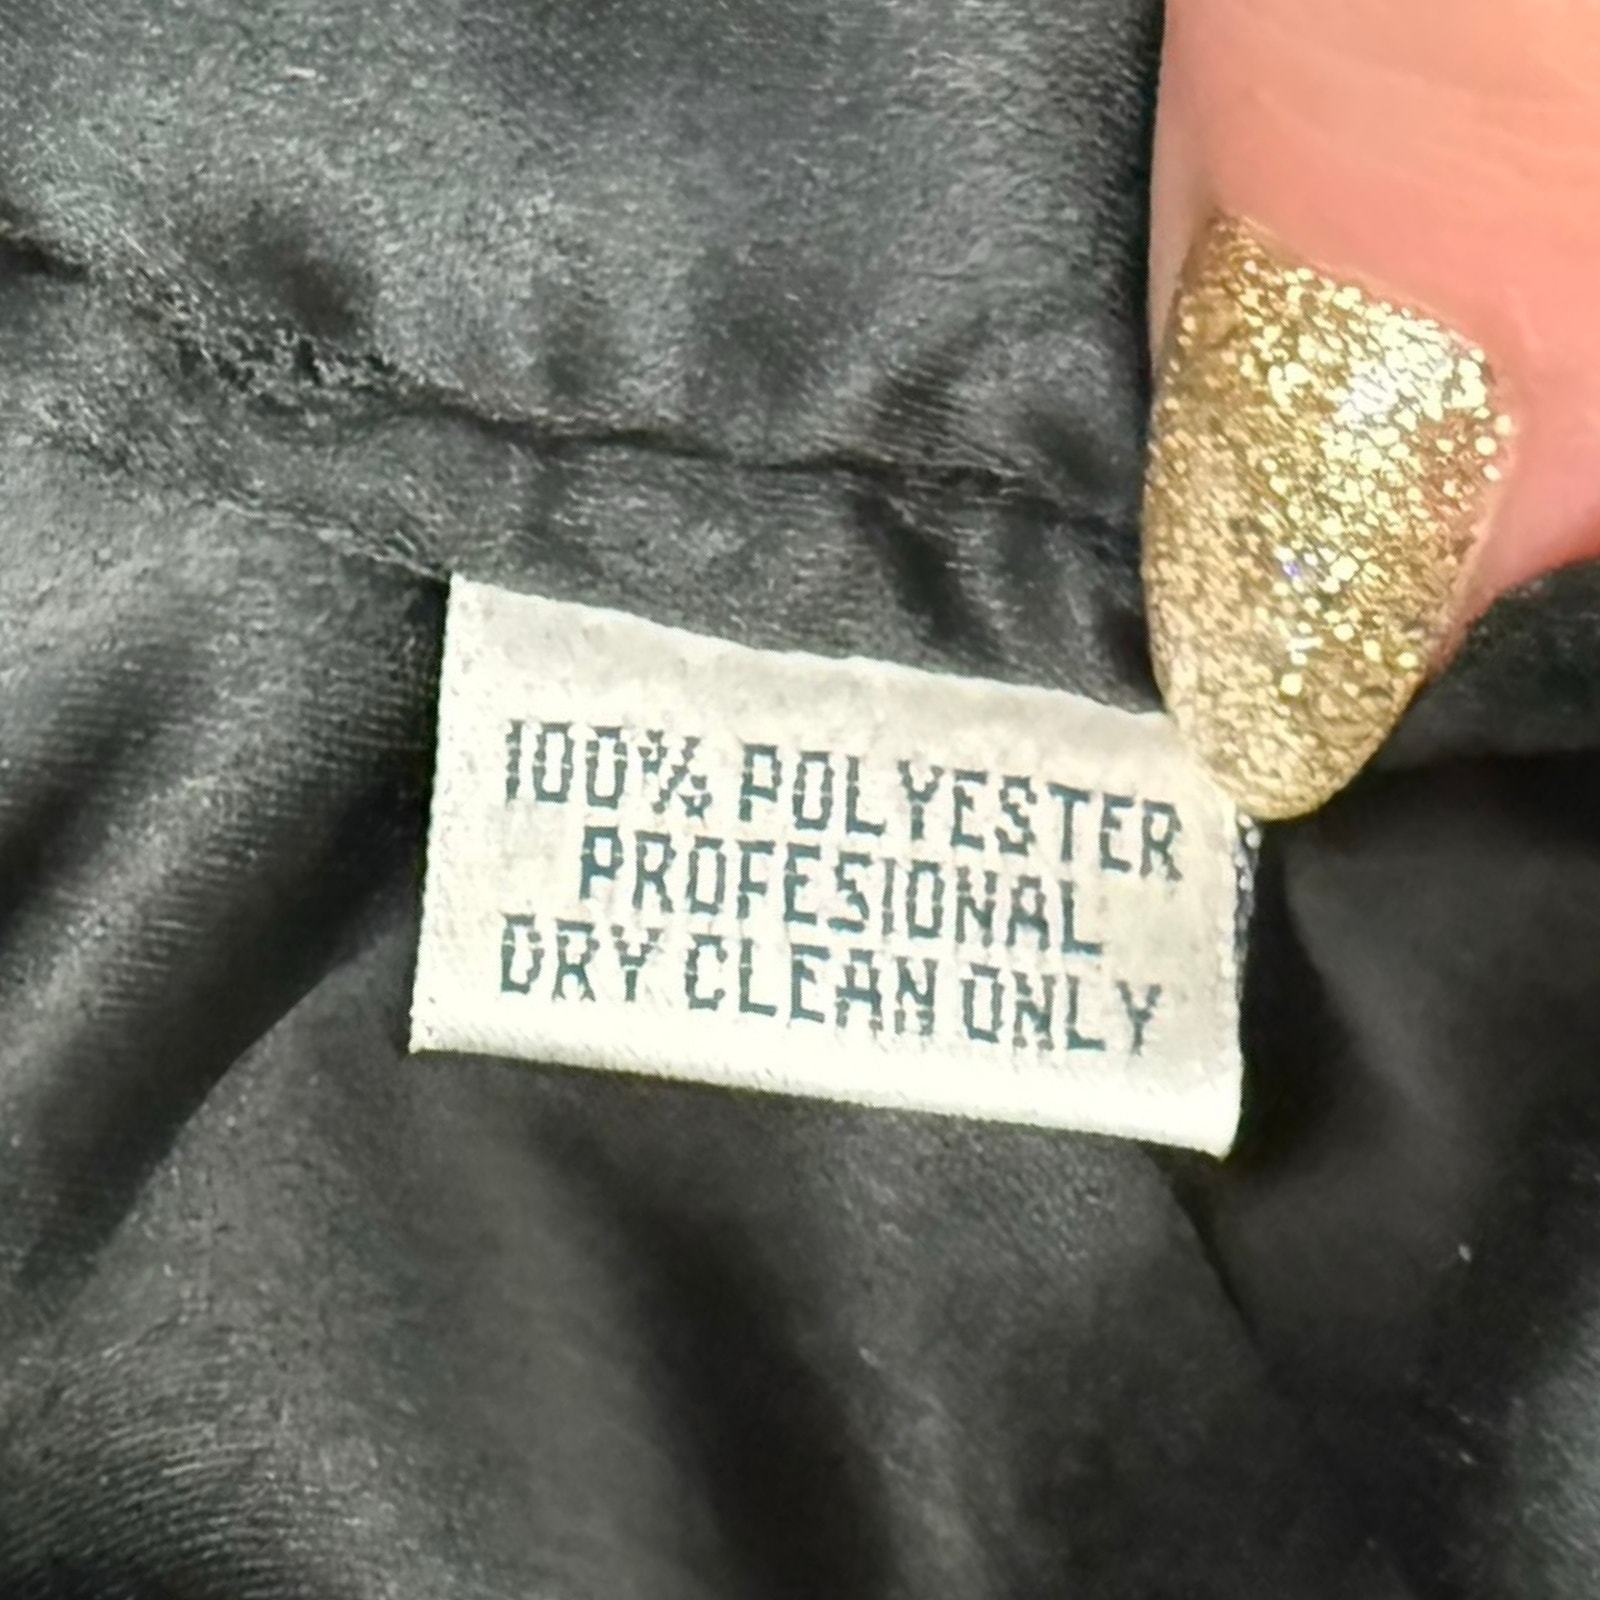 100% POLYESTER
PROFESIONAL
DRY CLEAN ONLY